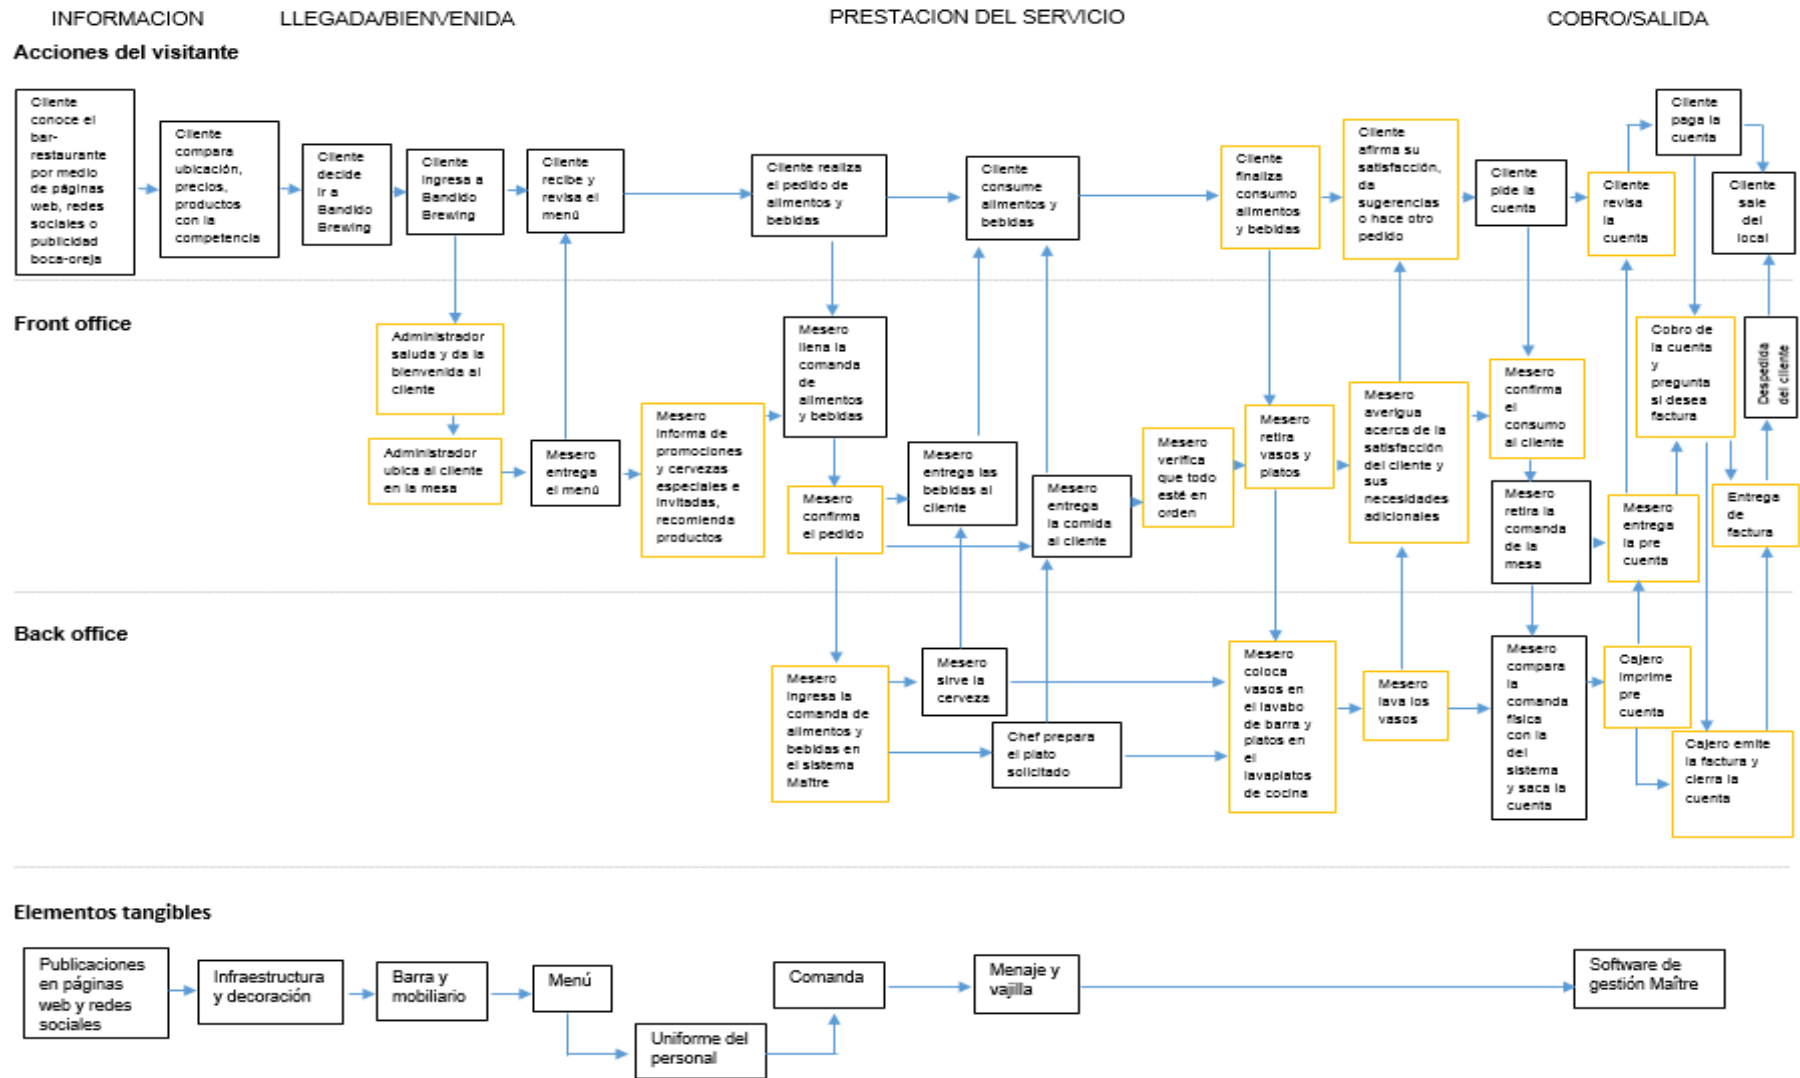 INFORMACION
LLEGADA/BIENVENIDA
PRESTACION DEL SERVICIO
COBRO/SALIDA
Acciones del visitante
Cliente
conoce el
bar-
restaurante
por medio
de páginas
web, redes
sociales o
publicidad
boca-oreja
Cliente
compara
ubicación,
precios,
productos
con la
competencia
Cliente
decide
ir a
Bandido
Brewing
Cliente
ingresa a
Bandido
Brewing
Cliente
recibe y
revisa el
menú
Cliente realiza
el pedido de
alimentos y
bebidas
Cliente
consume
alimentos y
bebidas
Cliente
finaliza
consumo
alimentos
y bebidas
Cliente
afirma su
satisfacción,
da
sugerencias
o hace otro
pedido
Cliente
pide la
cuenta
Cliente
revisa
la
cuenta
Cliente
paga la
cuenta
Cliente
sale
del
local
Front office
Administrador
saluda y da la
bienvenida al
cliente
Administrador
ubica al cliente
en la mesa
Mesero
entrega
el menú
Mesero
informa de
promociones
y cervezas
especiales e
invitadas,
recomienda
productos
Mesero
llena la
comanda
de
alimentos
y bebidas
Mesero
confirma
el pedido
Mesero
entrega las
bebidas al
cliente
Mesero
entrega
la comida
al cliente
Mesero
verifica
que todo
esté en
orden
Mesero
retira
vasos y
platos
Mesero
averigua
acerca de la
satisfacción
del cliente y
sus
necesidades
adicionales
Mesero
confirma
el
consumo
al cliente
Mesero
retira la
comanda
de la
mesa
Mesero
entrega
la pre
cuenta
Cobro de
la cuenta
y
pregunta
si desea
factura
Entrega
de
factura
Despedida
del cliente
Back office
Mesero
ingresa la
comanda de
alimentos y
bebidas en
el sistema
Maître
Mesero
sirve la
cerveza
Chef prepara
el plato
solicitado
Mesero
coloca
vasos en
el lavabo
de barra y
platos en
el
lavaplatos
de cocina
Mesero
lava los
vasos
Mesero
compara
la
comanda
física
con la
del
sistema
y saca la
cuenta
Cajero
imprime
pre
cuenta
Cajero emite
la factura y
cierra la
cuenta
Elementos tangibles
Publicaciones
en páginas
web y redes
sociales
Infraestructura
y decoración
Barra y
mobiliario
Menú
Uniforme del
personal
Comanda
Menaje y
vajilla
Software de
gestión Maître